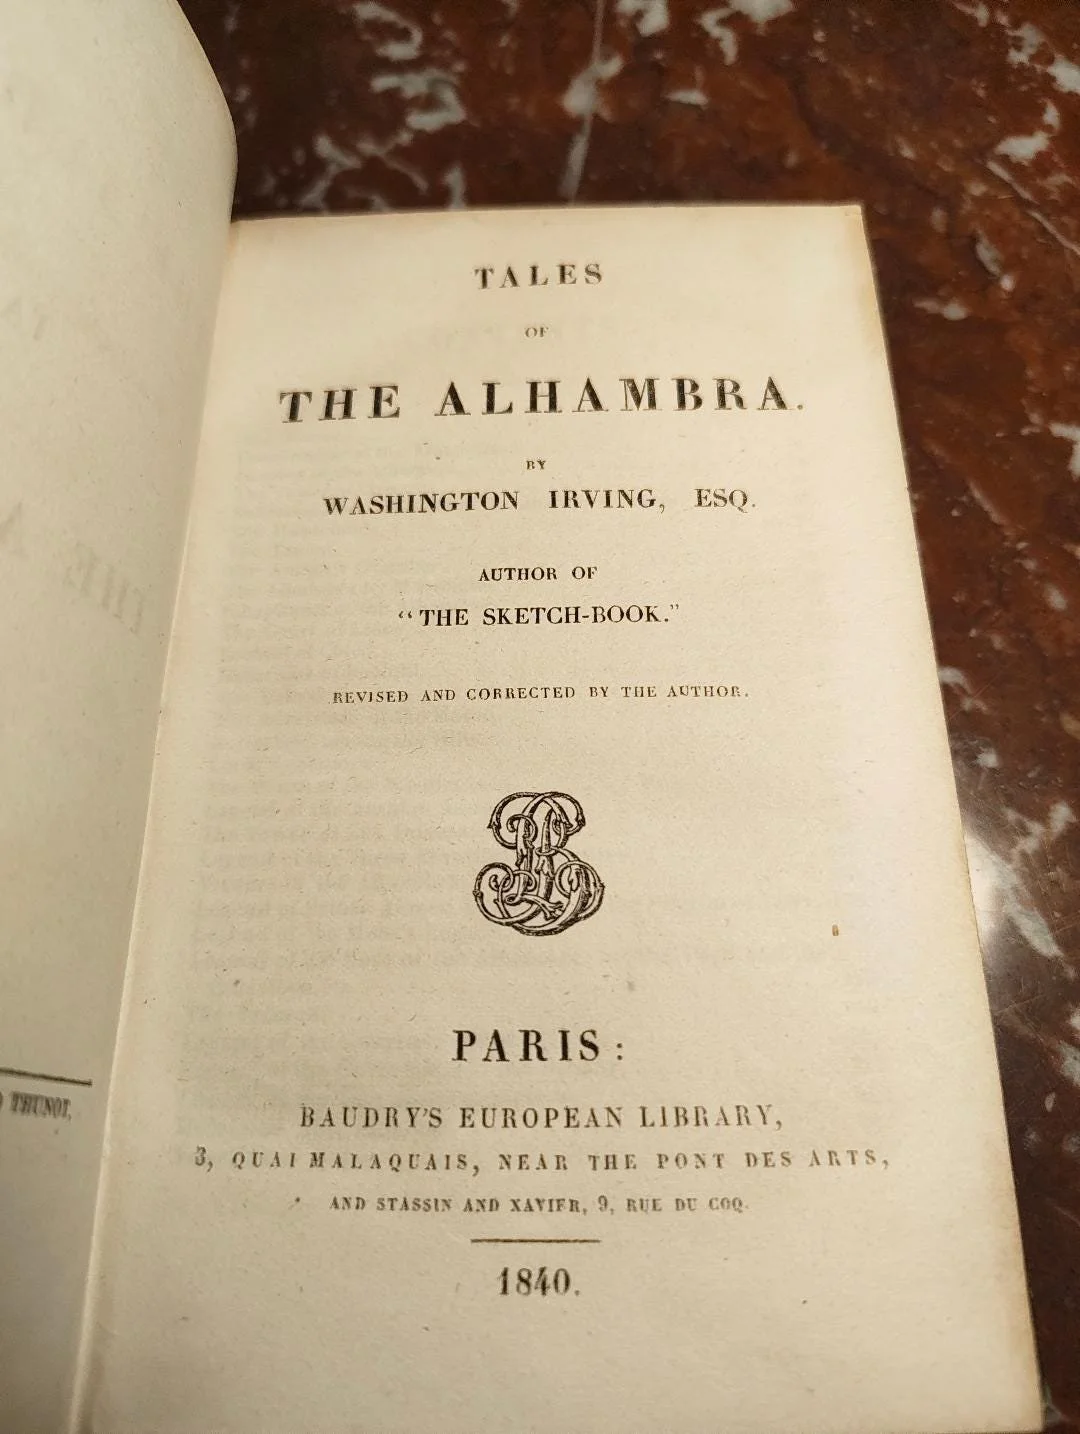 TALES
OF
THE ALHAMBRA.
BY
WASHINGTON IRVING, ESQ.
AUTHOR OF
“THE SKETCH-BOOK.”
REVISED AND CORRECTED BY THE AUTHOR.
PARIS:
BAUDRY'S EUROPEAN LIBRARY,
3, QUAI MALAQUAIS, NEAR THE PONT DES ARTS,
AND STASSIN AND XAVIER, 9, RUE DU COQ.
1840.
THUNOT,